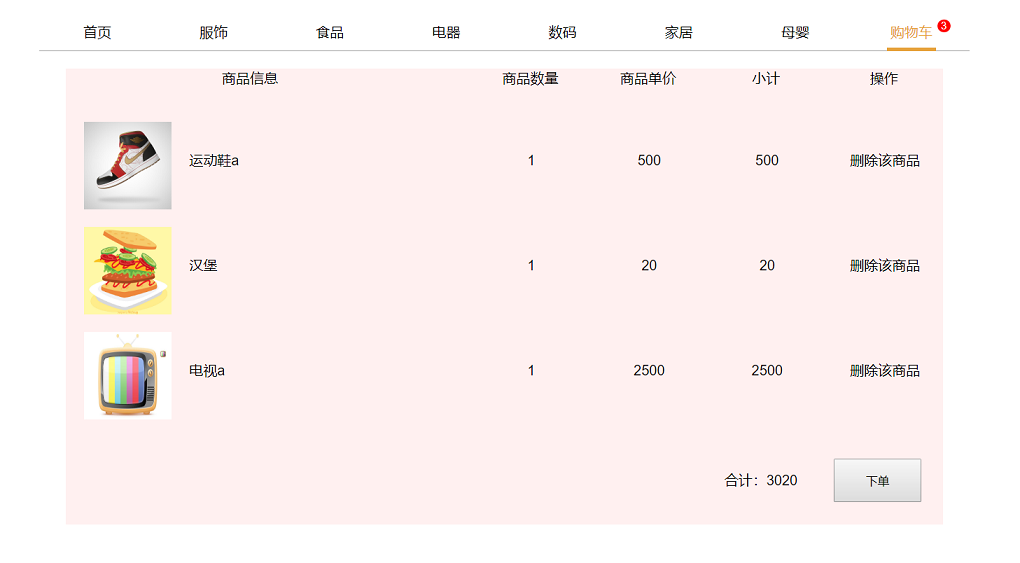 首页 服饰 食品 电器 数码 家居 母婴 购物车 3
商品信息 商品数量 商品单价 小计 操作
运动鞋a 1 500 500 删除该商品
汉堡 1 20 20 删除该商品
电视a 1 2500 2500 删除该商品
合计：3020 下单